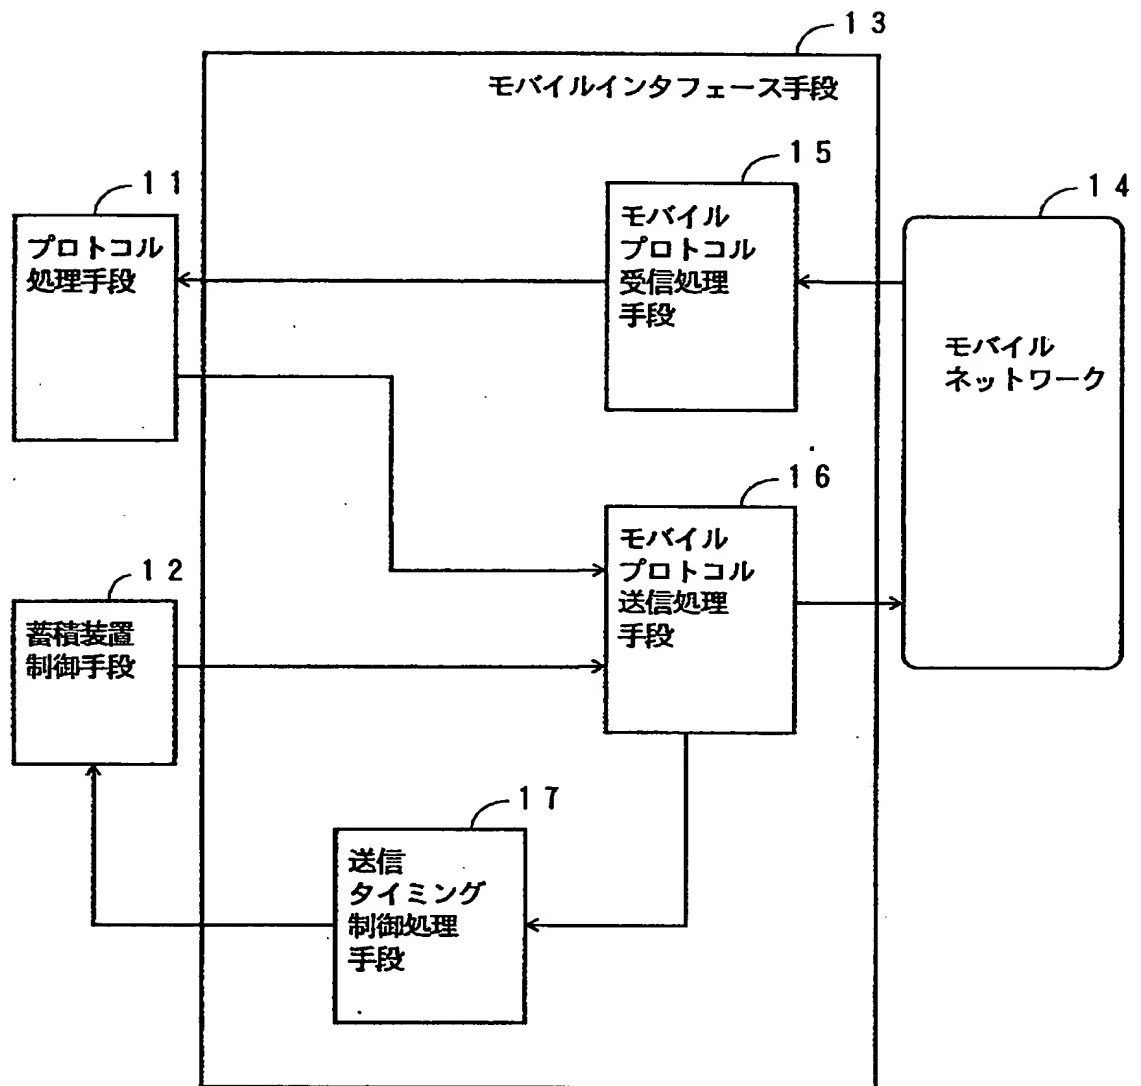 １３
モバイルインタフェース手段
１５
モバイル
プロトコル
受信処理
手段
１１
プロトコル
処理手段
１４
モバイル
ネットワーク
１６
モバイル
プロトコル
送信処理
手段
１２
蓄積装置
制御手段
１７
送信
タイミング
制御処理
手段